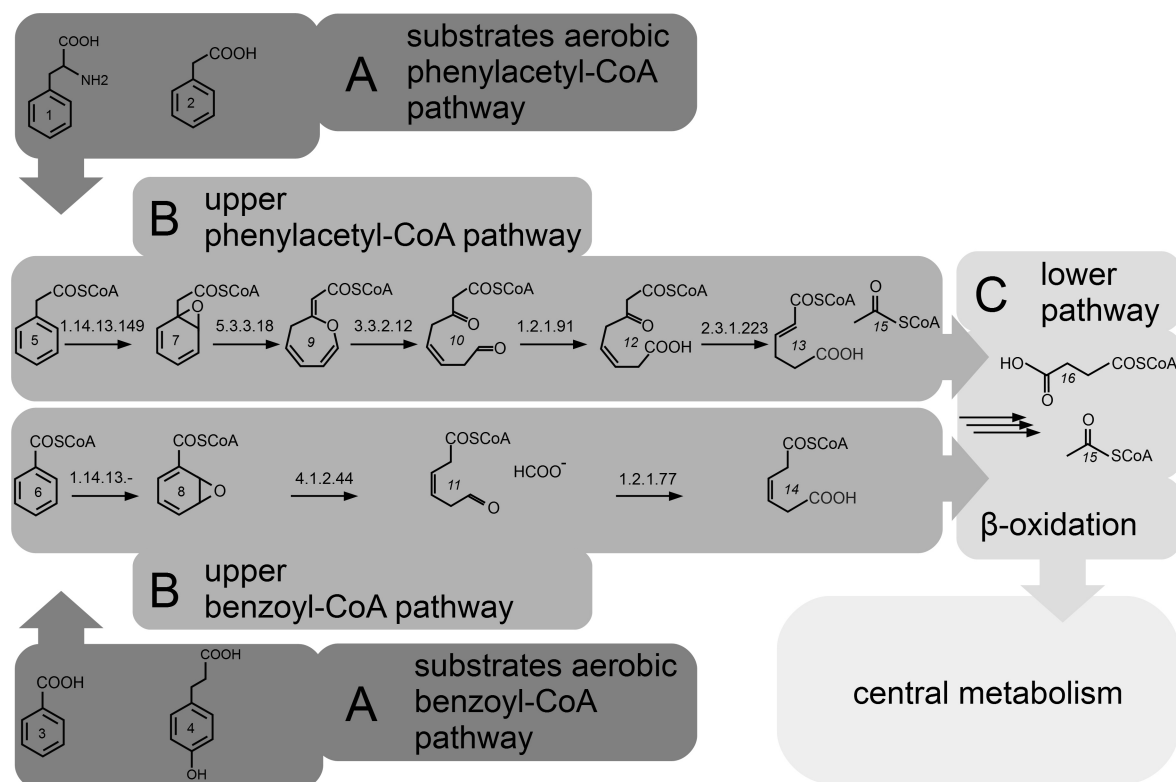 COOH
NH2
1
COOH
2
A
substrates aerobic
phenylacetyl-CoA
pathway
B
upper
phenylacetyl-CoA pathway
COSCoA
5
1.14.13.149
COSCoA
O
7
5.3.3.18
COSCoA
O
9
3.3.2.12
COSCoA
O
10
O
1.2.1.91
COSCoA
O
12
COOH
2.3.1.223
COSCoA
13
COOH
O
15
SCoA
C
lower
pathway
HO
O
16
COSCoA
O
15
SCoA
β-oxidation
COSCoA
6
1.14.13.-
COSCoA
8
O
4.1.2.44
COSCoA
11
O
HCOO⁻
1.2.1.77
COSCoA
14
COOH
B
upper
benzoyl-CoA pathway
COOH
3
COOH
4
OH
A
substrates aerobic
benzoyl-CoA
pathway
central metabolism